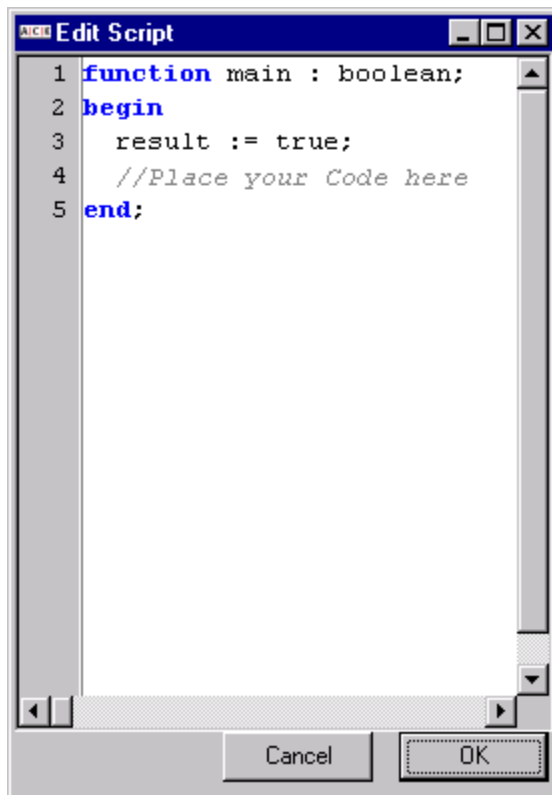 ACE Edit Script
1 function main : boolean;
2 begin
3   result := true;
4   //Place your Code here
5 end;
Cancel OK